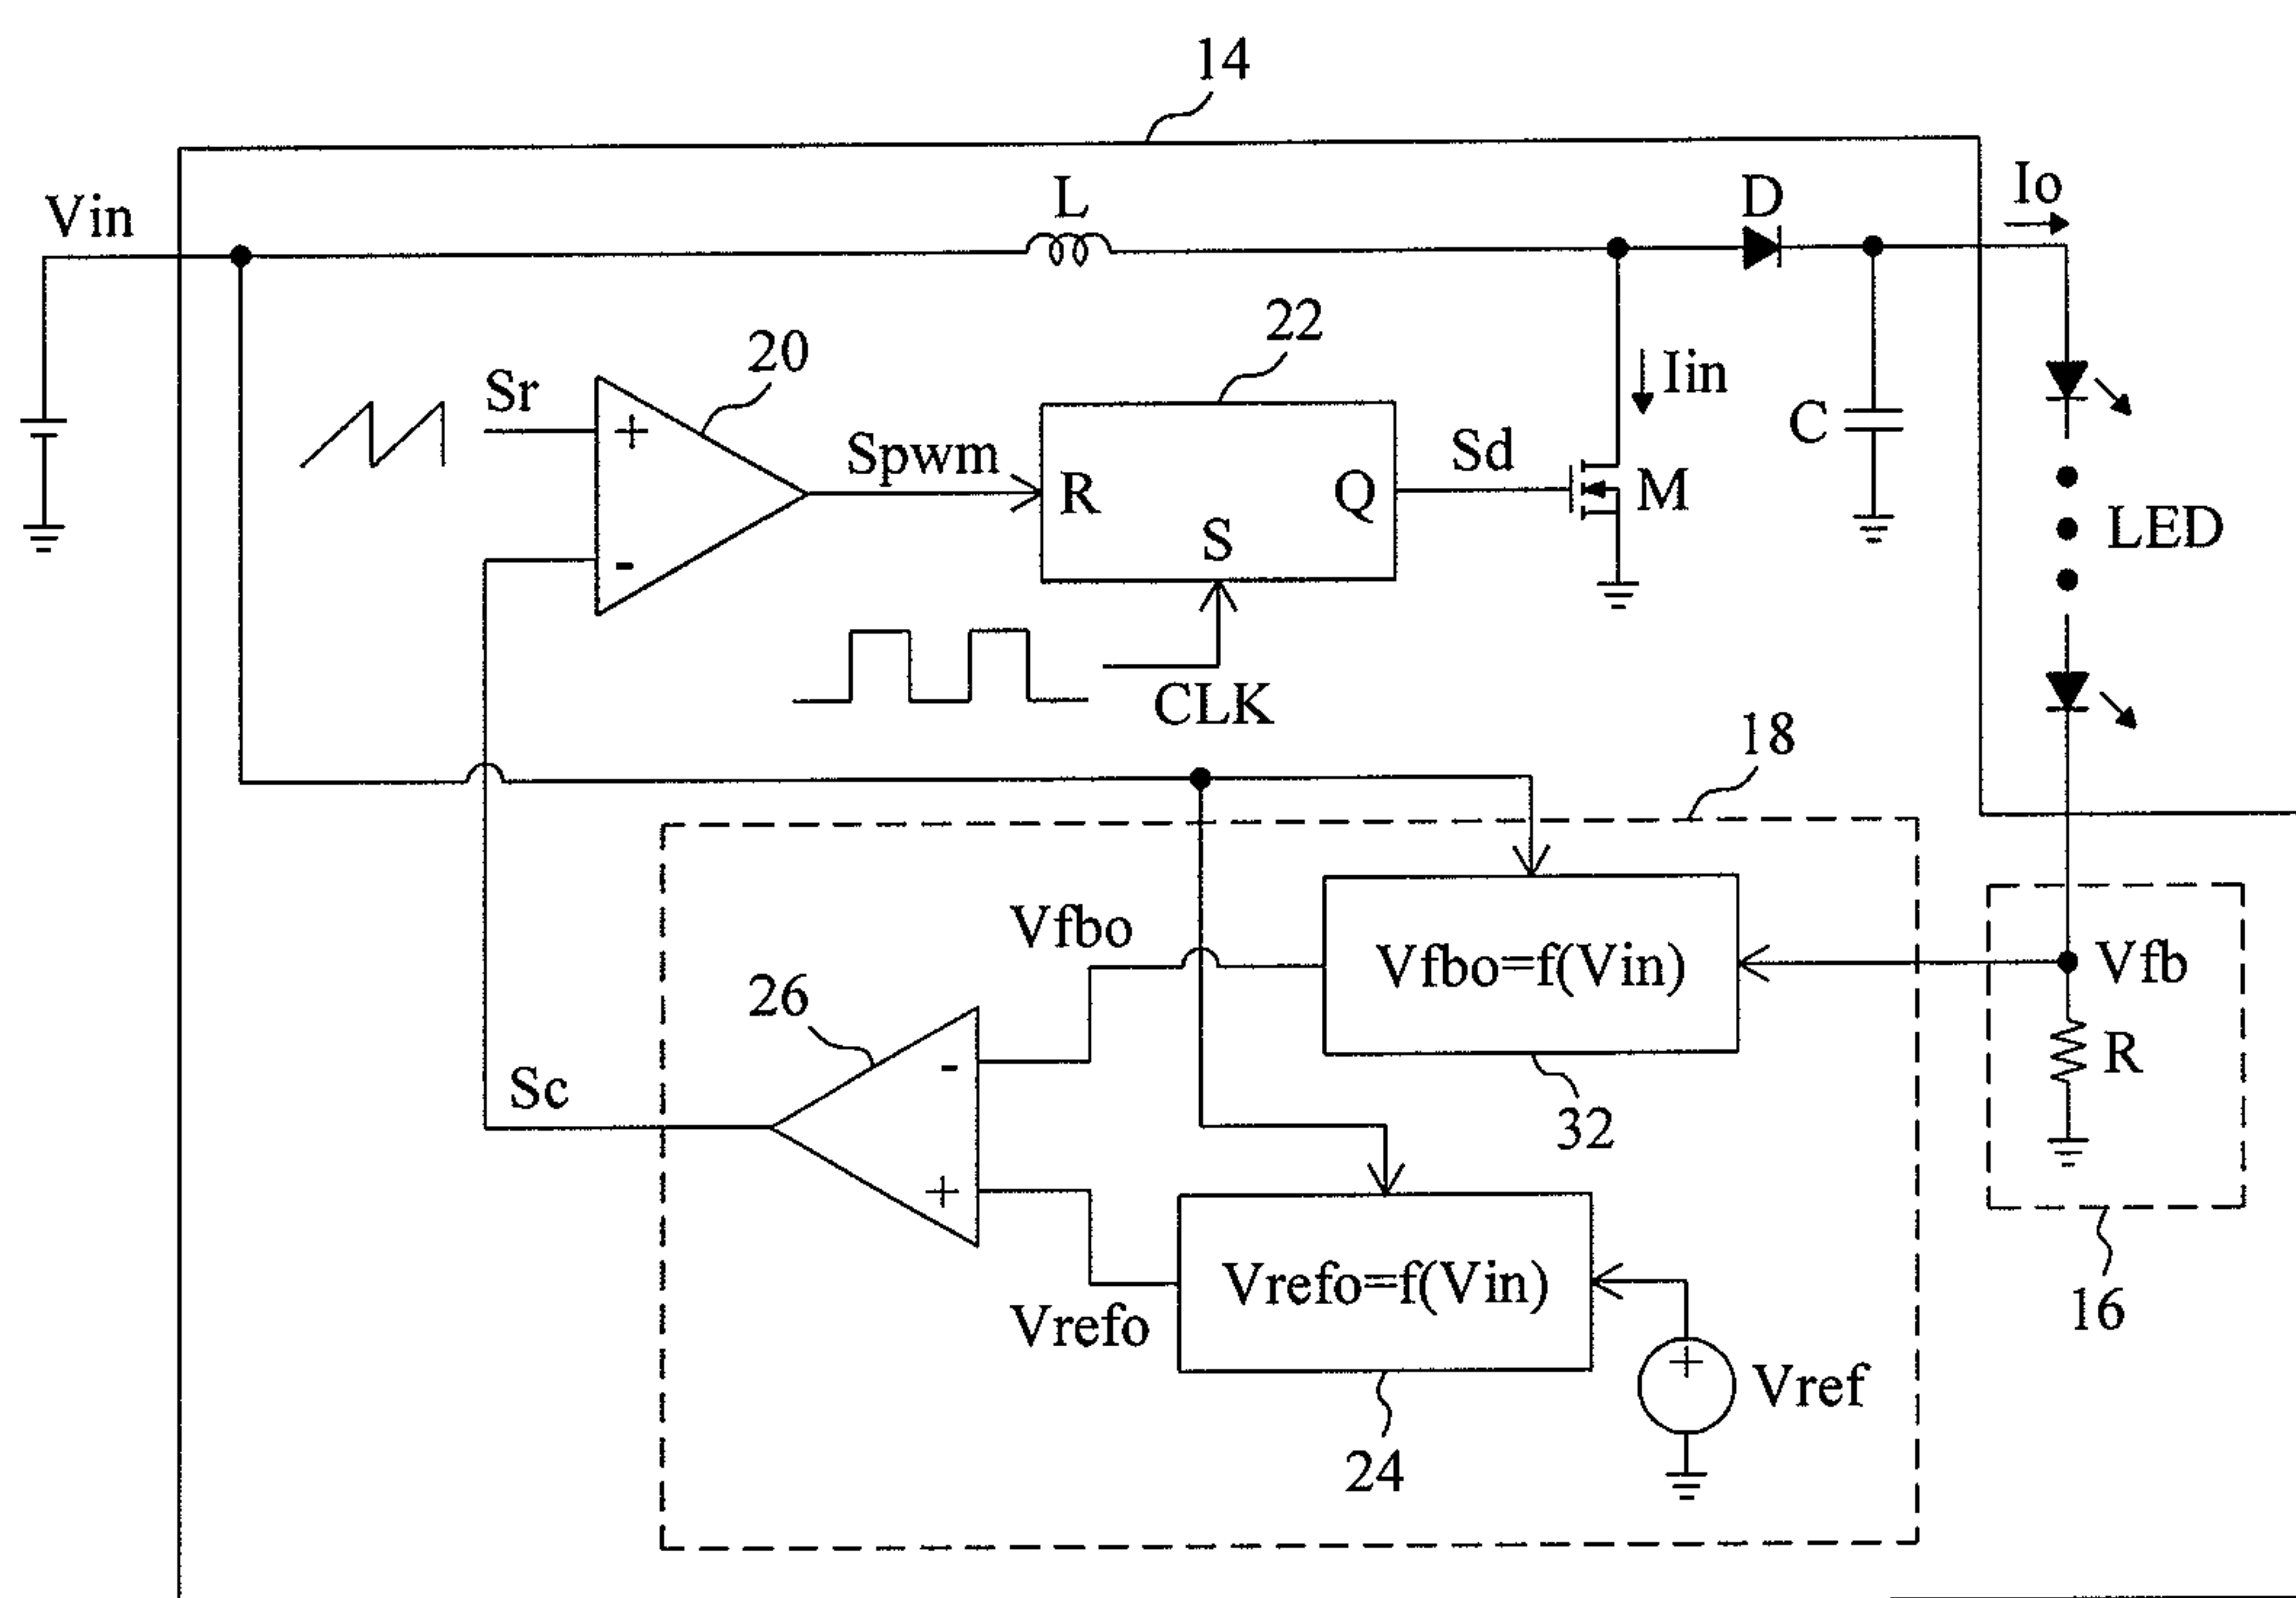 14
Vin
L
D
Io
Sr
20
22
Iin
+
Spwm
R
Q
Sd
M
C
LED
S
-
CLK
18
Vfbo
Vfbo=f(Vin)
Vfb
26
-
R
Sc
32
+
Vrefo
Vrefo=f(Vin)
+
Vref
16
24